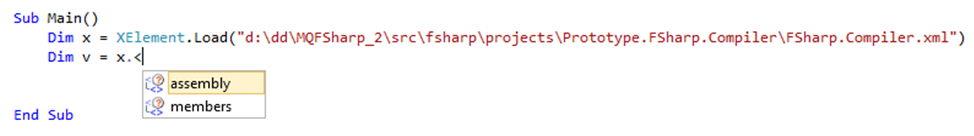 Sub Main()
Dim x = XElement.Load("d:\dd\MQFSharp_2\src\fsharp\projects\Prototype.FSharp.Compiler\FSharp.Compiler.xml")
Dim v = x.<
assembly
members
End Sub